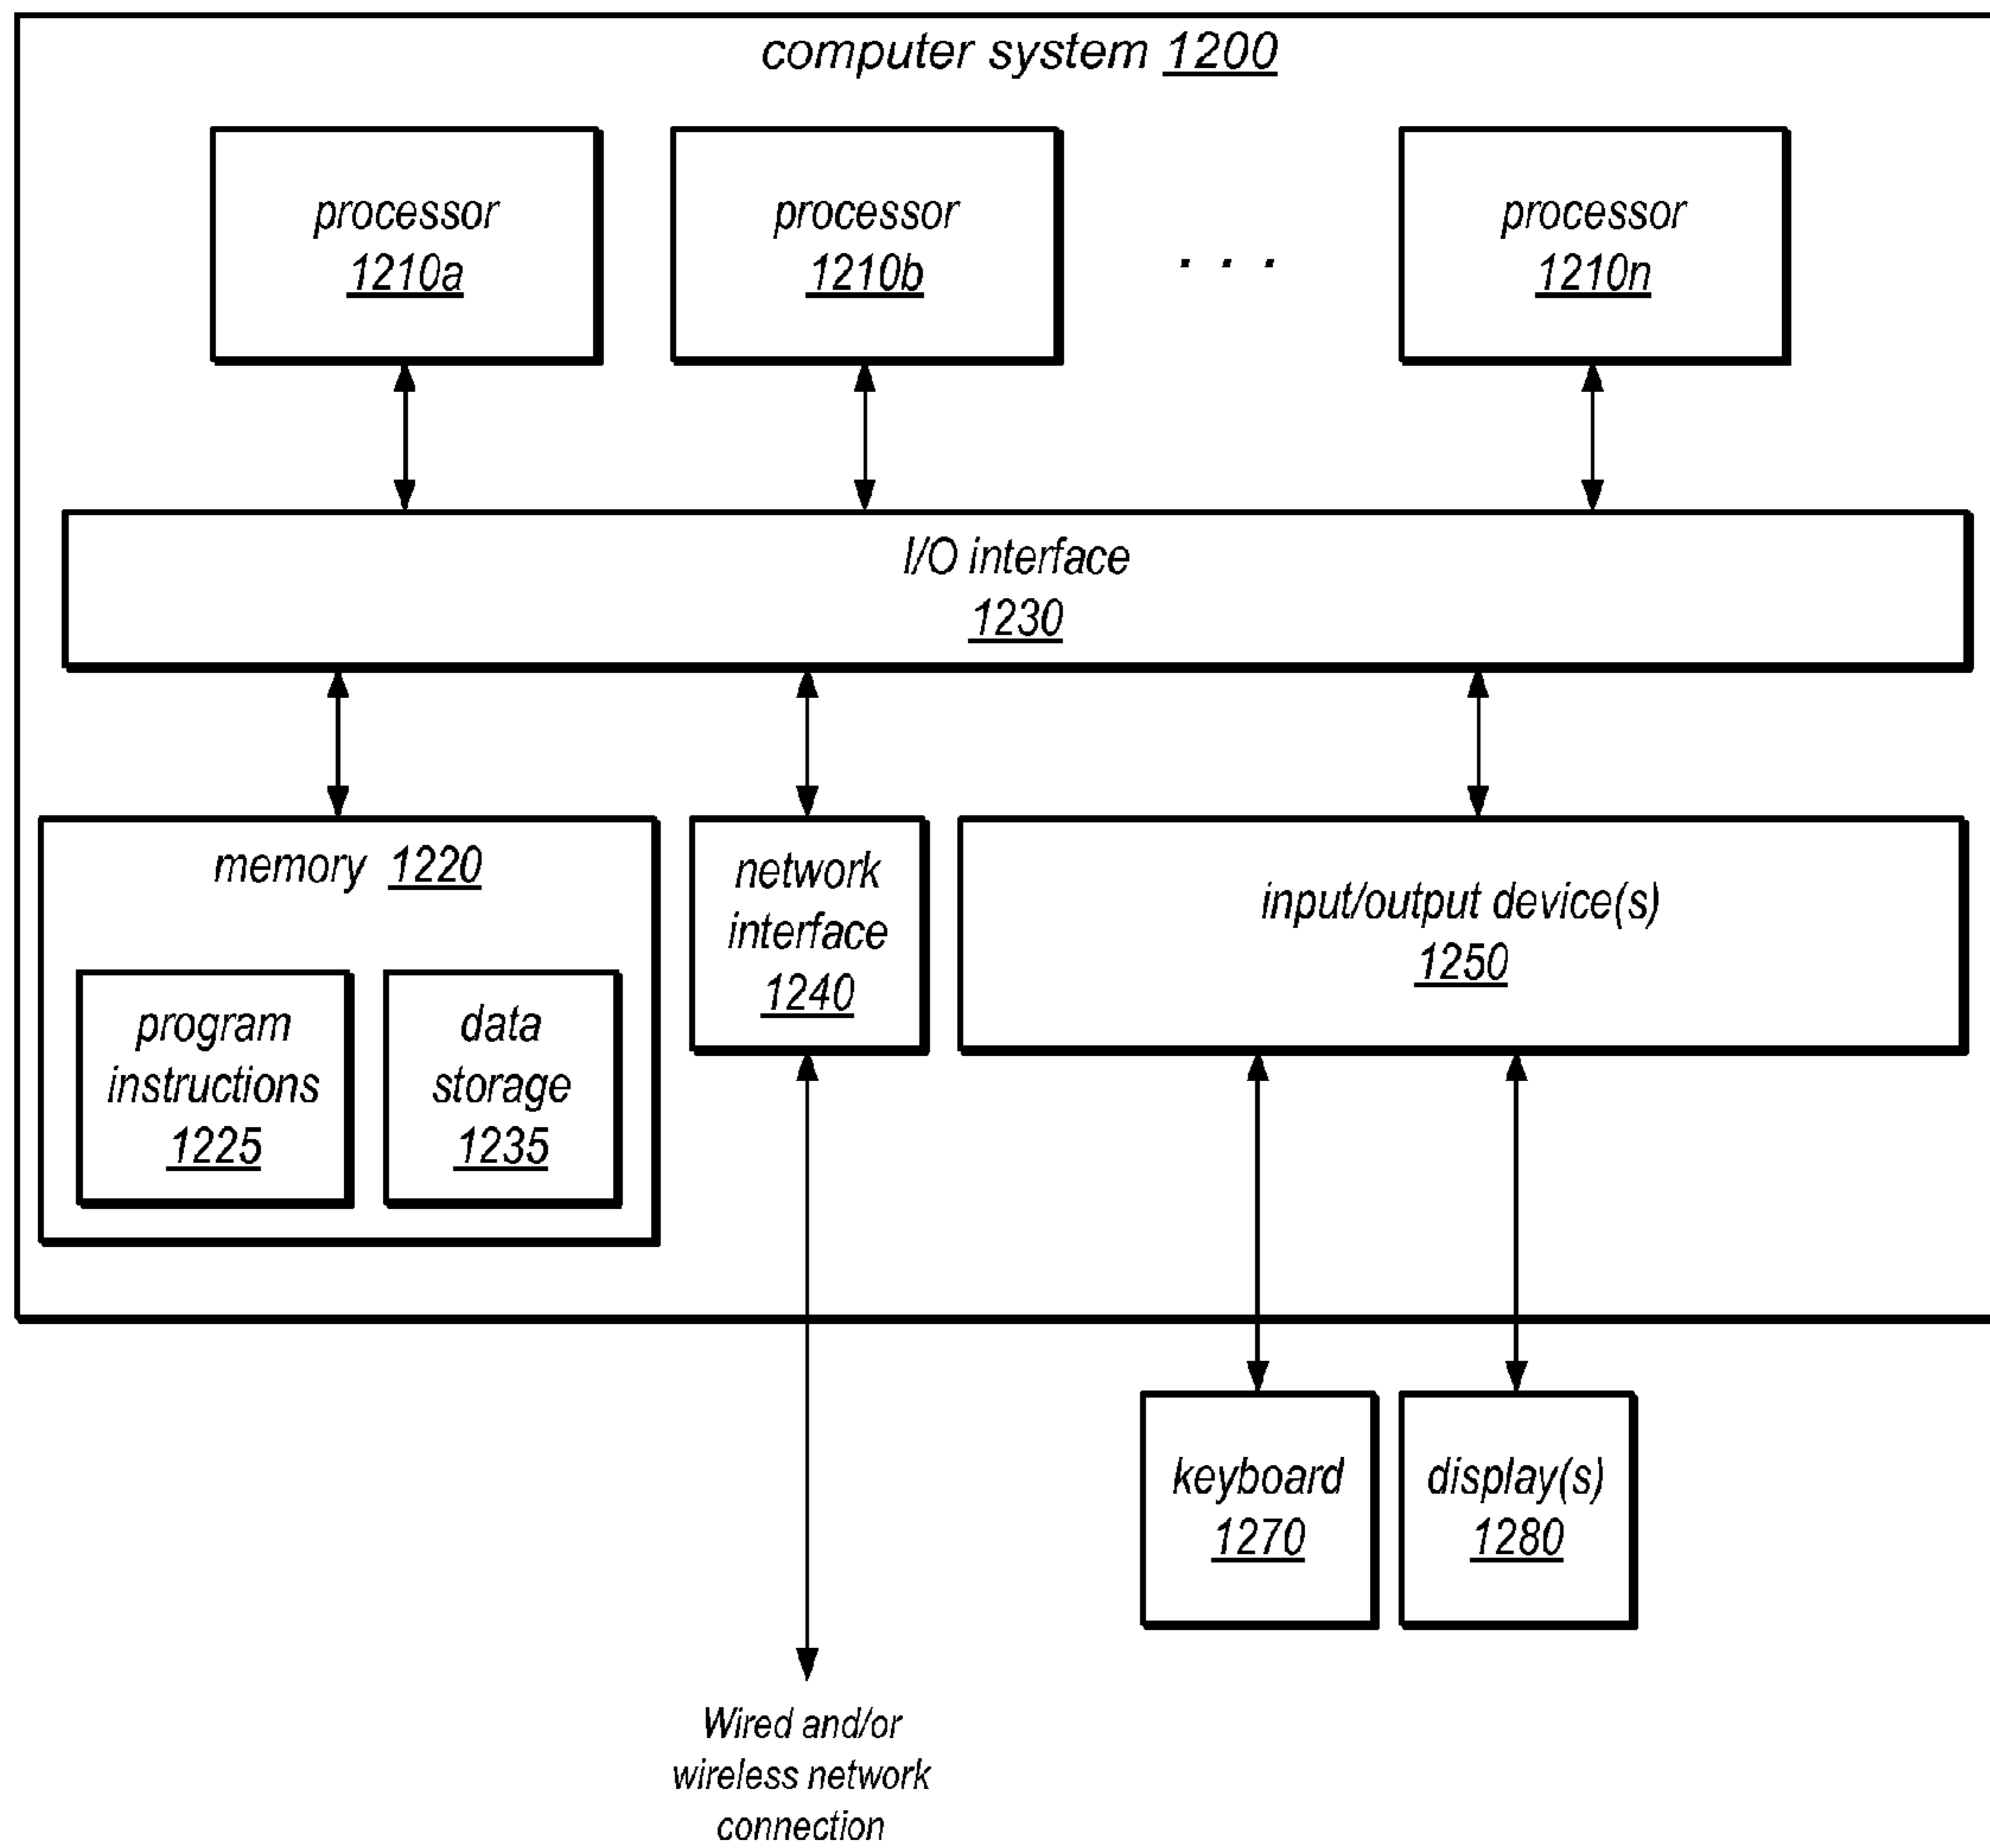 computer system 1200
processor
1210a
processor
1210b
. . .
processor
1210n
I/O interface
1230
memory 1220
program
instructions
1225
data
storage
1235
network
interface
1240
input/output device(s)
1250
keyboard
1270
display(s)
1280
Wired and/or
wireless network
connection